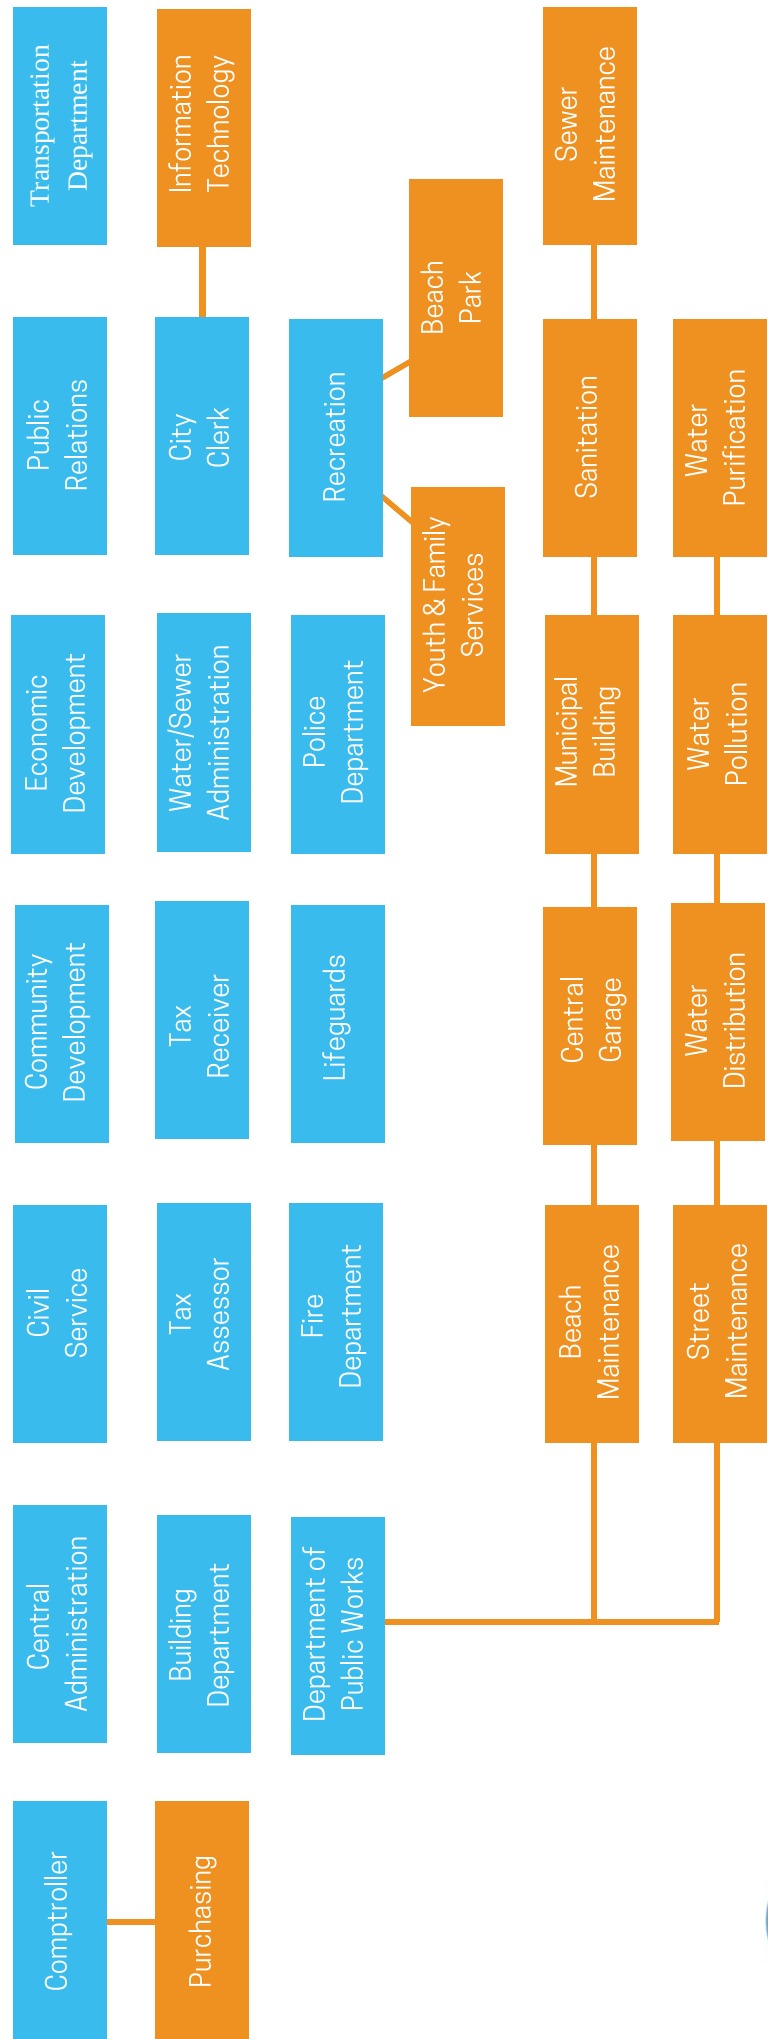 Comptroller
Central
Administration
Civil
Service
Community
Development
Economic
Development
Public
Relations
Transportation
Department
Purchasing
Building
Department
Tax
Assessor
Tax
Receiver
Water/Sewer
Administration
City
Clerk
Information
Technology
Department of
Public Works
Fire
Department
Lifeguards
Police
Department
Recreation
Youth & Family
Services
Beach
Park
Beach
Maintenance
Central
Garage
Municipal
Building
Sanitation
Sewer
Maintenance
Street
Maintenance
Water
Distribution
Water
Pollution
Water
Purification